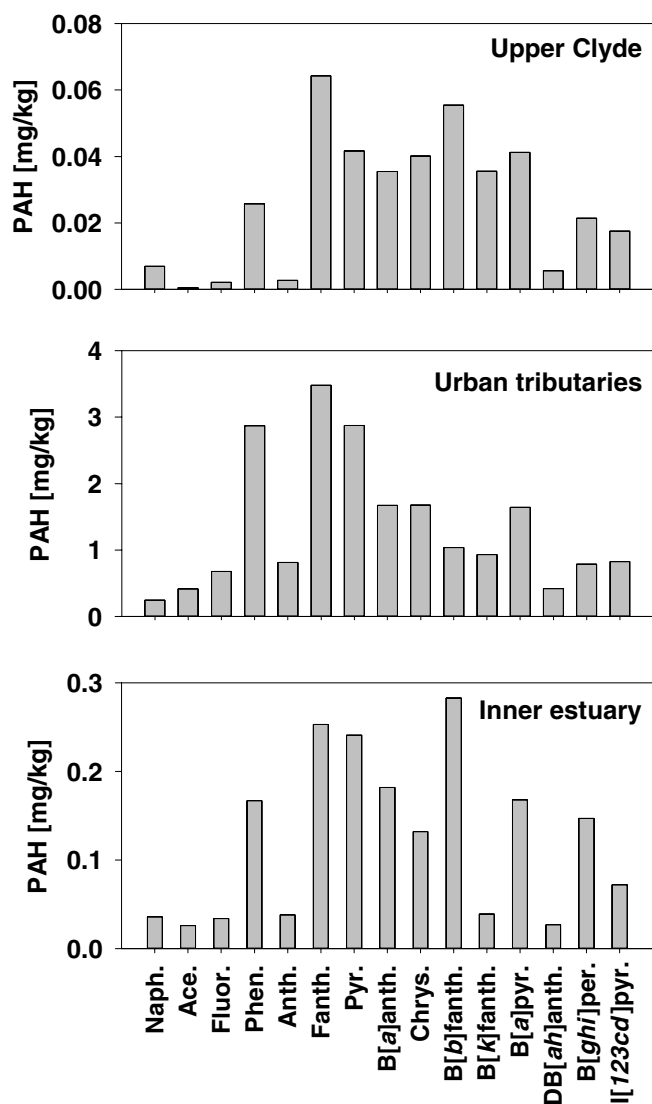 Upper Clyde
PAH [mg/kg]
0.08
0.06
0.04
0.02
0.00
Urban tributaries
PAH [mg/kg]
4
3
2
1
0
Inner estuary
PAH [mg/kg]
0.3
0.2
0.1
0.0
Naph.
Ace.
Fluor.
Phen.
Anth.
Fanth.
Pyr.
B[a]anth.
Chrys.
B[b]fanth.
B[k]fanth.
B[a]pyr.
DB[ah]anth.
B[ghi]per.
I[123cd]pyr.